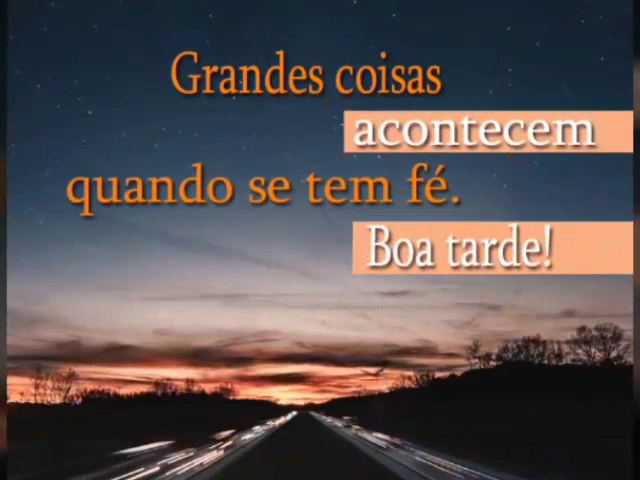 Grandes coisas
acontecem
quando se tem fé.
Boa tarde!